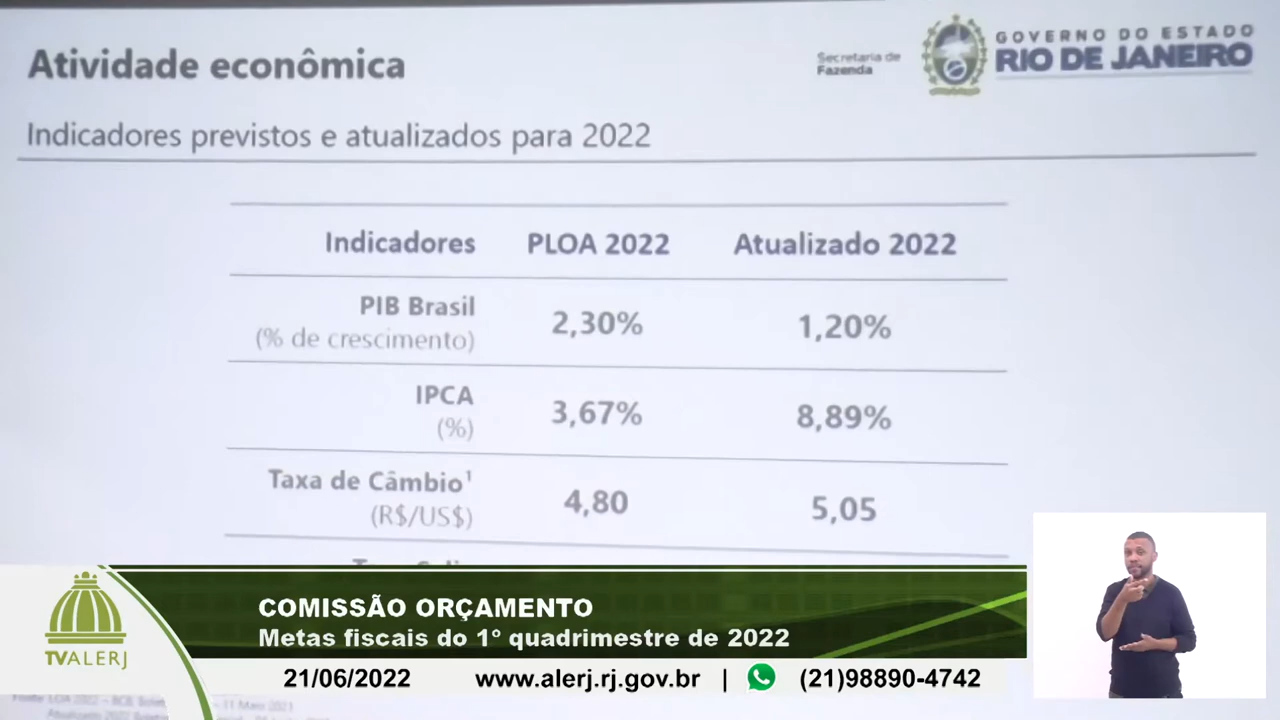 Atividade econômica
Secretaria de
Fazenda
GOVERNO DO ESTADO
RIO DE JANEIRO
Indicadores previstos e atualizados para 2022
Indicadores PLOA 2022 Atualizado 2022
PIB Brasil
(% de crescimento)
2,30% 1,20%
IPCA
(%)
3,67% 8,89%
Taxa de Câmbio¹
(R$/US$)
4,80 5,05
COMISSÃO ORÇAMENTO
Metas fiscais do 1º quadrimestre de 2022
TVALERJ
21/06/2022 www.alerj.rj.gov.br | (21)98890-4742